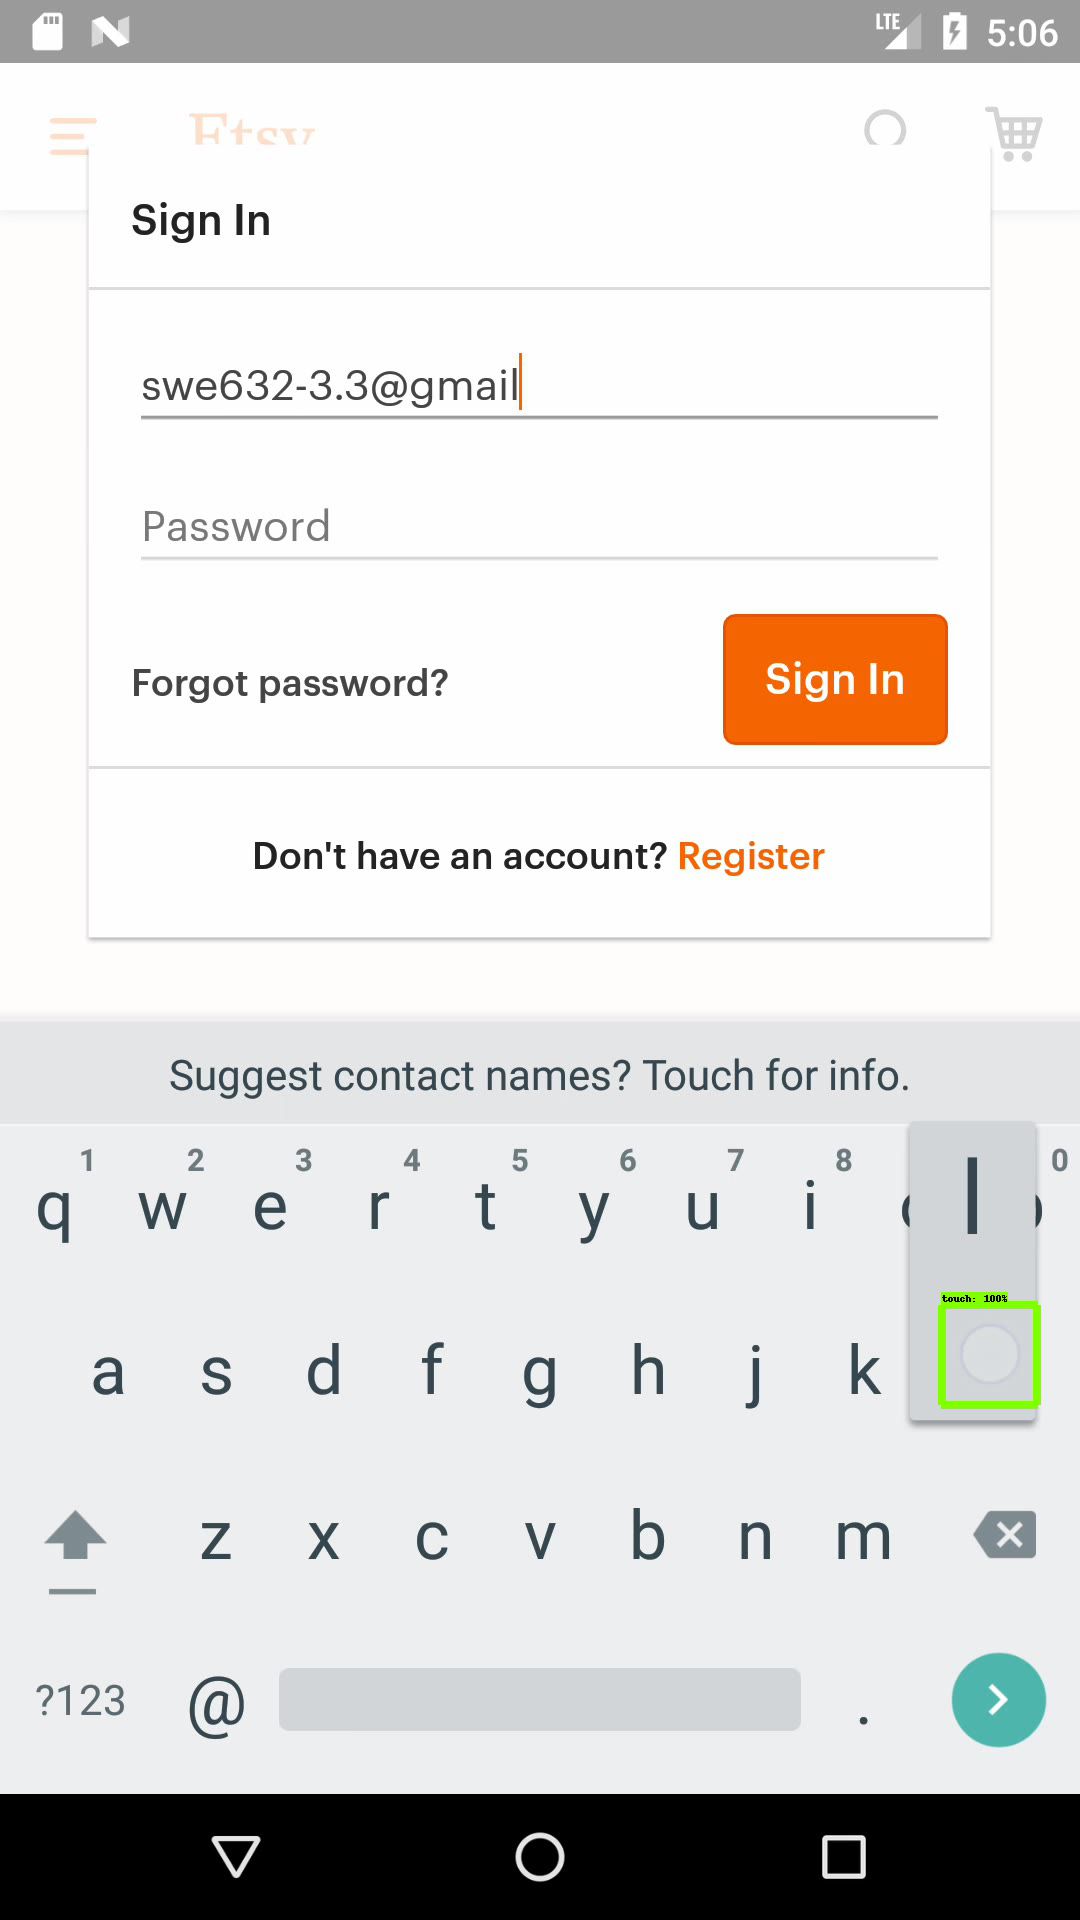 LTE 5:06
Etsy
Sign In
swe632-3.3@gmail
Password
Forgot password?
Sign In
Don't have an account? Register
Suggest contact names? Touch for info.
1 2 3 4 5 6 7 8 0
q w e r t y u i
l
touch: 100%
a s d f g h j k
z x c v b n m
?123 @ .